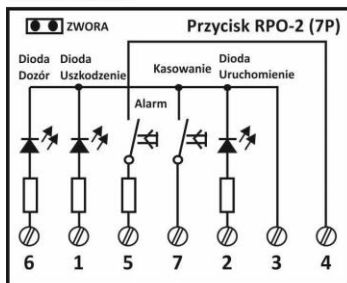 ZWORA
Przycisk RPO-2 (7P)
Dioda
Dozór
Dioda
Uszkodzenie
Alarm
Kasowanie
Dioda
Uruchomienie
6 1 5 7 2 3 4